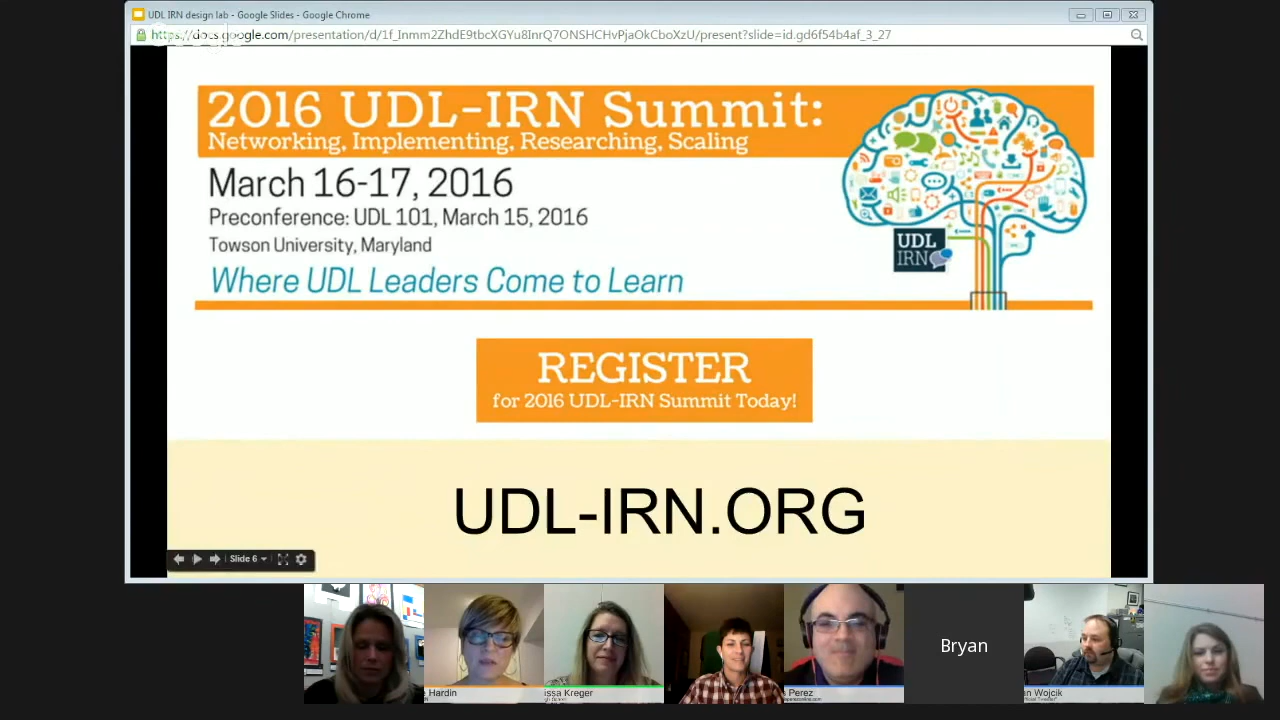 UDL IRN design lab - Google Slides - Google Chrome
https://docs.google.com/presentation/d/1f_Inmm2ZhdE9tbcXGYu8InrQ7ONSHCHvPjaOkCboXzU/present?slide=id.gd6f54b4af_3_27
2016 UDL-IRN Summit:
Networking, Implementing, Researching, Scaling
March 16-17, 2016
Preconference: UDL 101, March 15, 2016
Towson University, Maryland
Where UDL Leaders Come to Learn
UDL
IRN
REGISTER
for 2016 UDL-IRN Summit Today!
UDL-IRN.ORG
Slide 6
Bryan
Hardin
Kreger
Perez
Wojcik